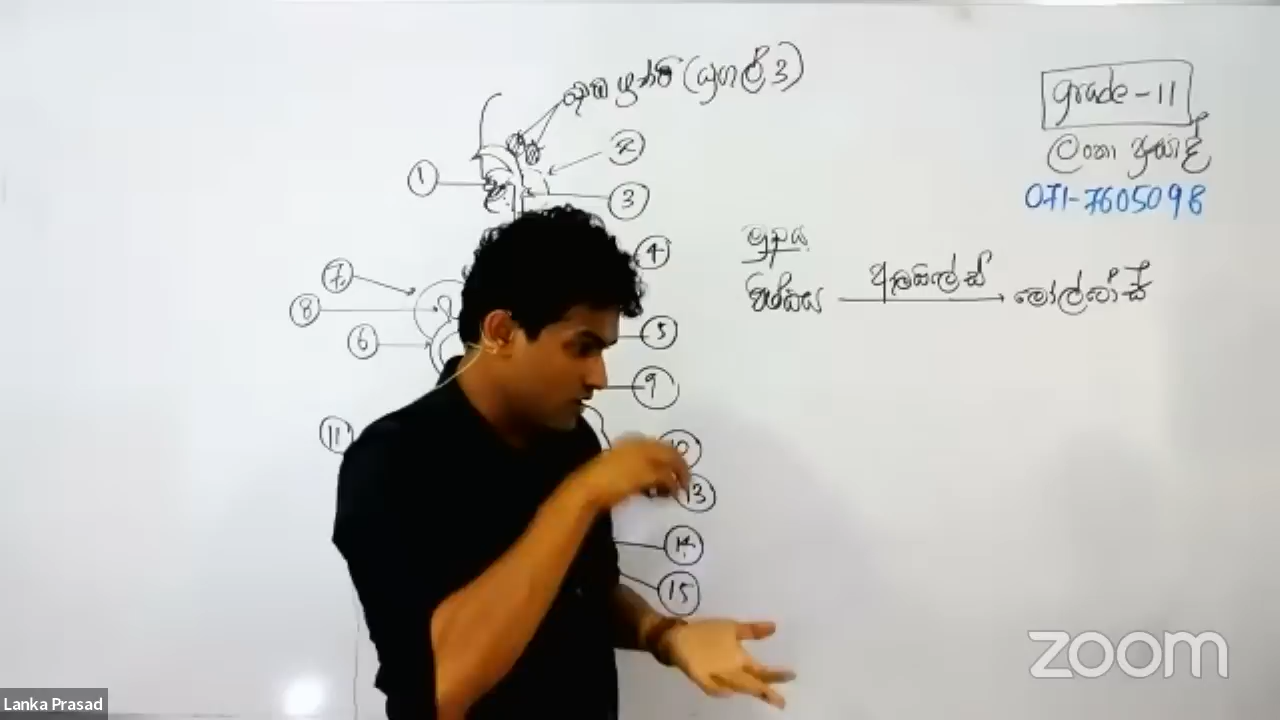 ඛේට ග්‍රන්ථි (යුගල් 3)
grade-11
ලංකා ප්‍රසාද්
071-7605098
1
2
3
4
7
8
6
5
9
11
10
13
14
15
මුඛය
පිෂ්ඨය ඇමයිලේස් මෝල්ටෝස්
zoom
Lanka Prasad